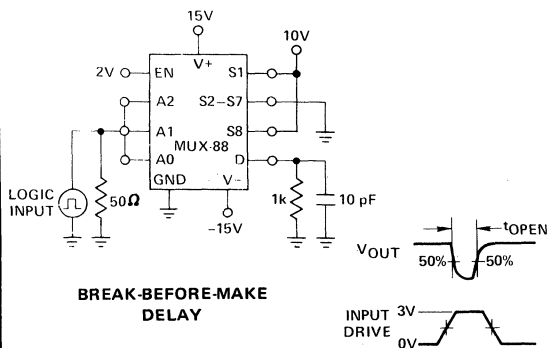 15V
10V
V+
2V EN S1
A2 S2-S7
A1 S8
MUX-88
A0 D
GND V-
LOGIC INPUT
50Ω
1k
10 pF
-15V
tOPEN
VOUT
50% 50%
BREAK-BEFORE-MAKE
DELAY
INPUT DRIVE
3V
0V